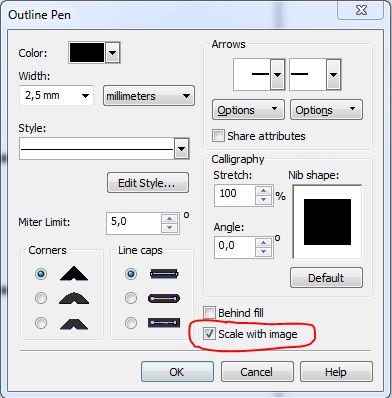 Outline Pen
Color:
Width:
2,5 mm
millimeters
Style:
Edit Style...
Miter Limit:
5,0
o
Corners
Line caps
Arrows
Options
Options
Share attributes
Calligraphy
Stretch:
100
%
Angle:
0,0
o
Nib shape:
Default
Behind fill
Scale with image
OK
Cancel
Help